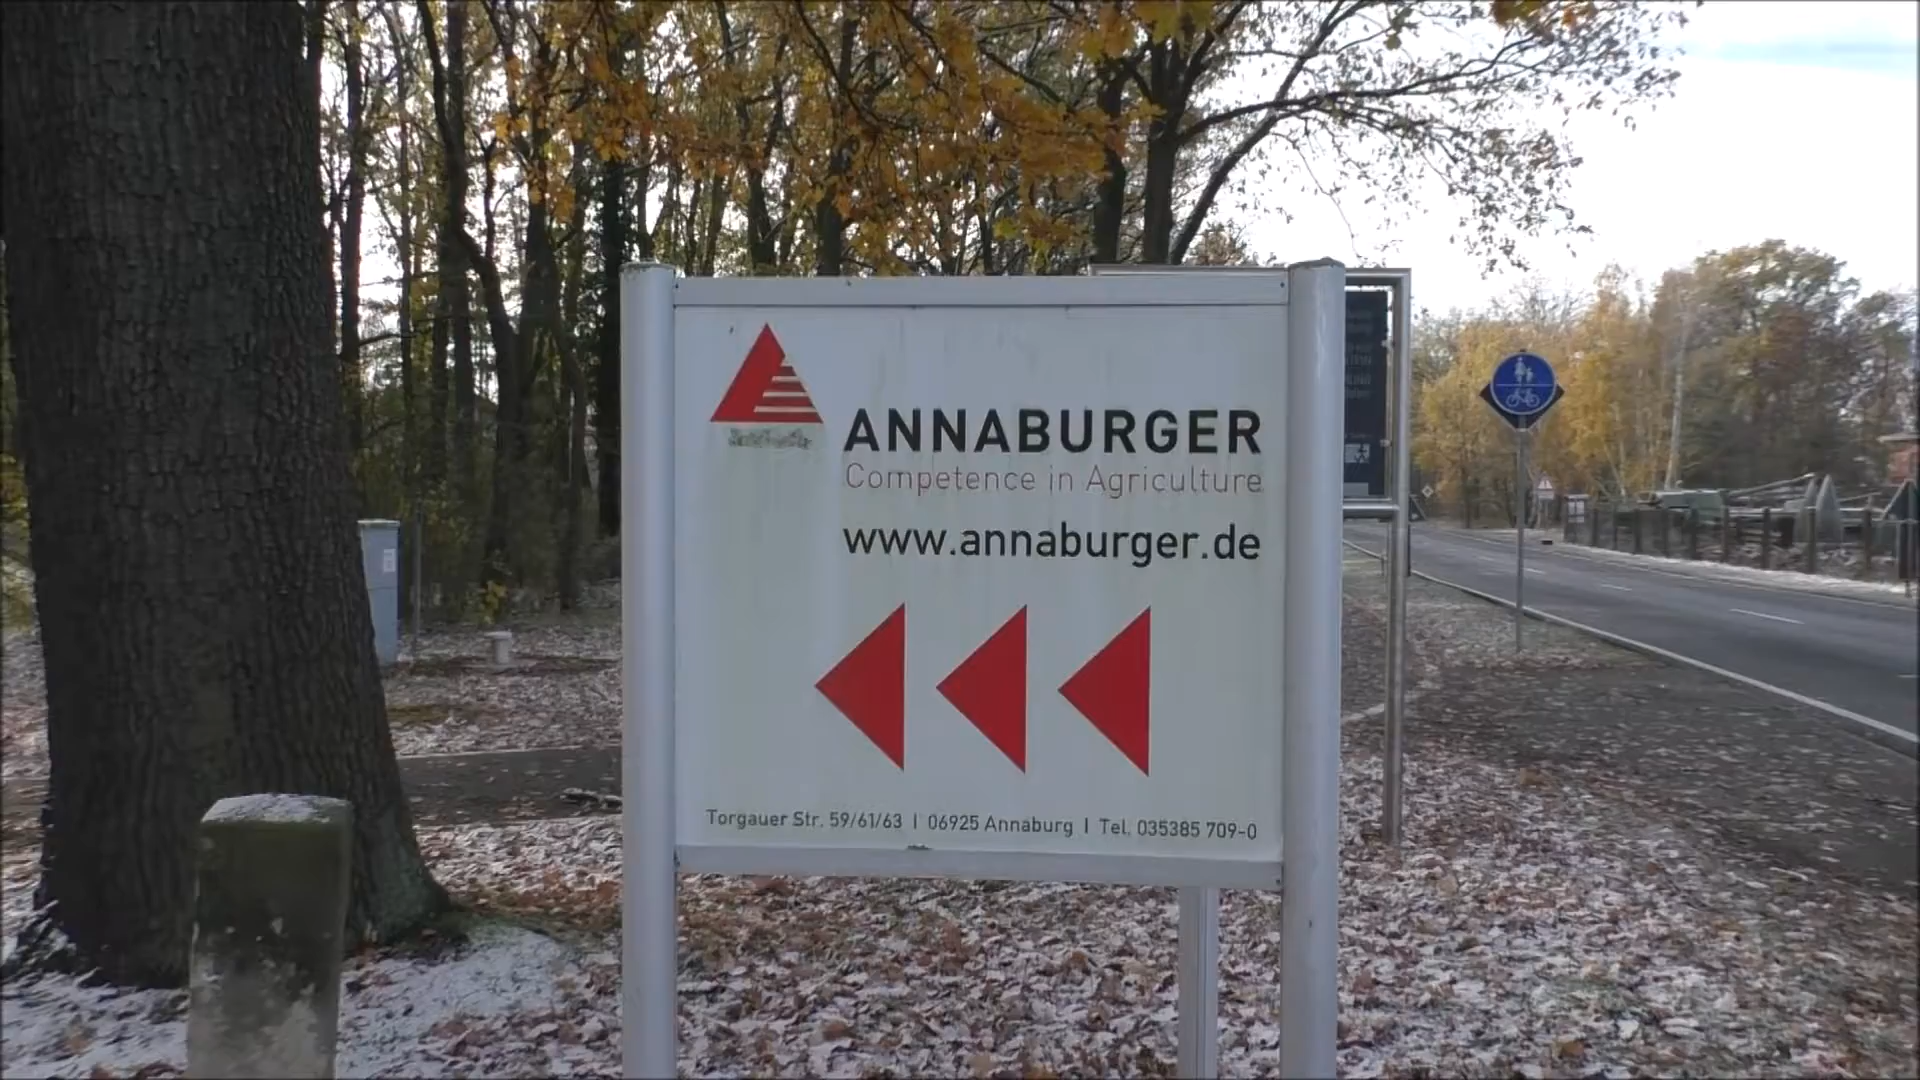 ANNABURGER
Competence in Agriculture
www.annaburger.de
Torgauer Str. 59/61/63 | 06925 Annaburg | Tel. 035385 709-0